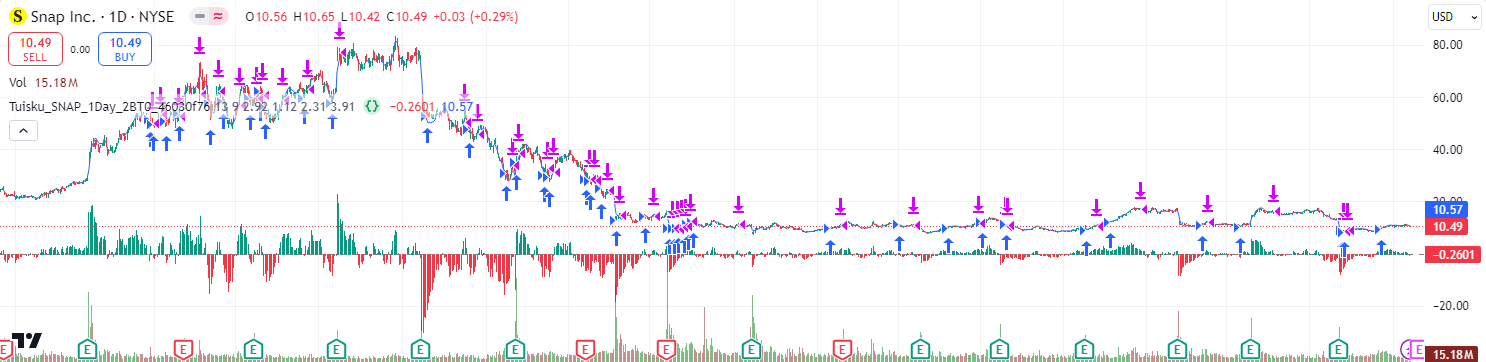 S Snap Inc. · 1D · NYSE O10.56 H10.65 L10.42 C10.49 +0.03 (+0.29%)
USD
10.49 SELL 0.00 10.49 BUY
80.00
Vol 15.18M
Tuisku_SNAP_1Day_2BTO_46030f76 13 9 2.92 1.12 2.31 3.91 {} −0.2601 10.57
60.00
40.00
10.57
10.49
−0.2601
−20.00
E E E E E E E E E E E E E E E E E
15.18M